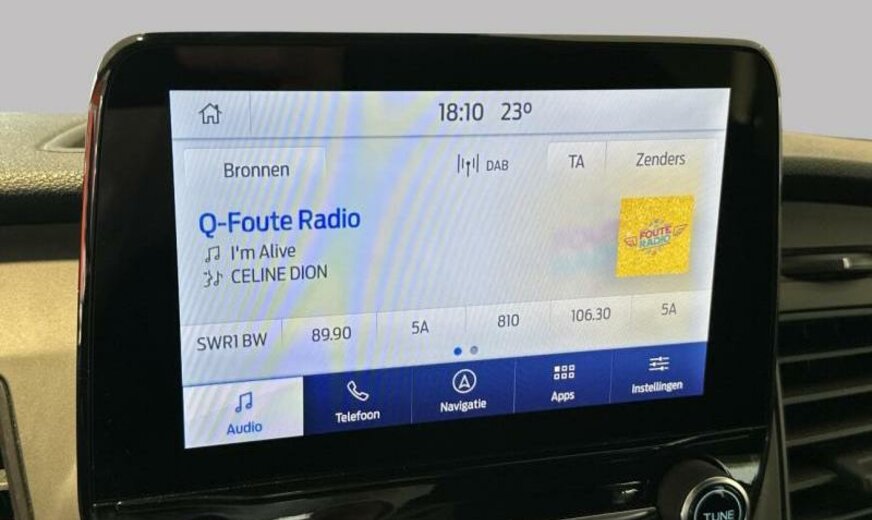 18:10 23º
Bronnen
DAB
TA
Zenders
Q-Foute Radio
I'm Alive
CELINE DION
FOUTE
RADIO
SWR1 BW
89.90
5A
810
106.30
5A
Audio
Telefoon
Navigatie
Apps
Instellingen
TUNE